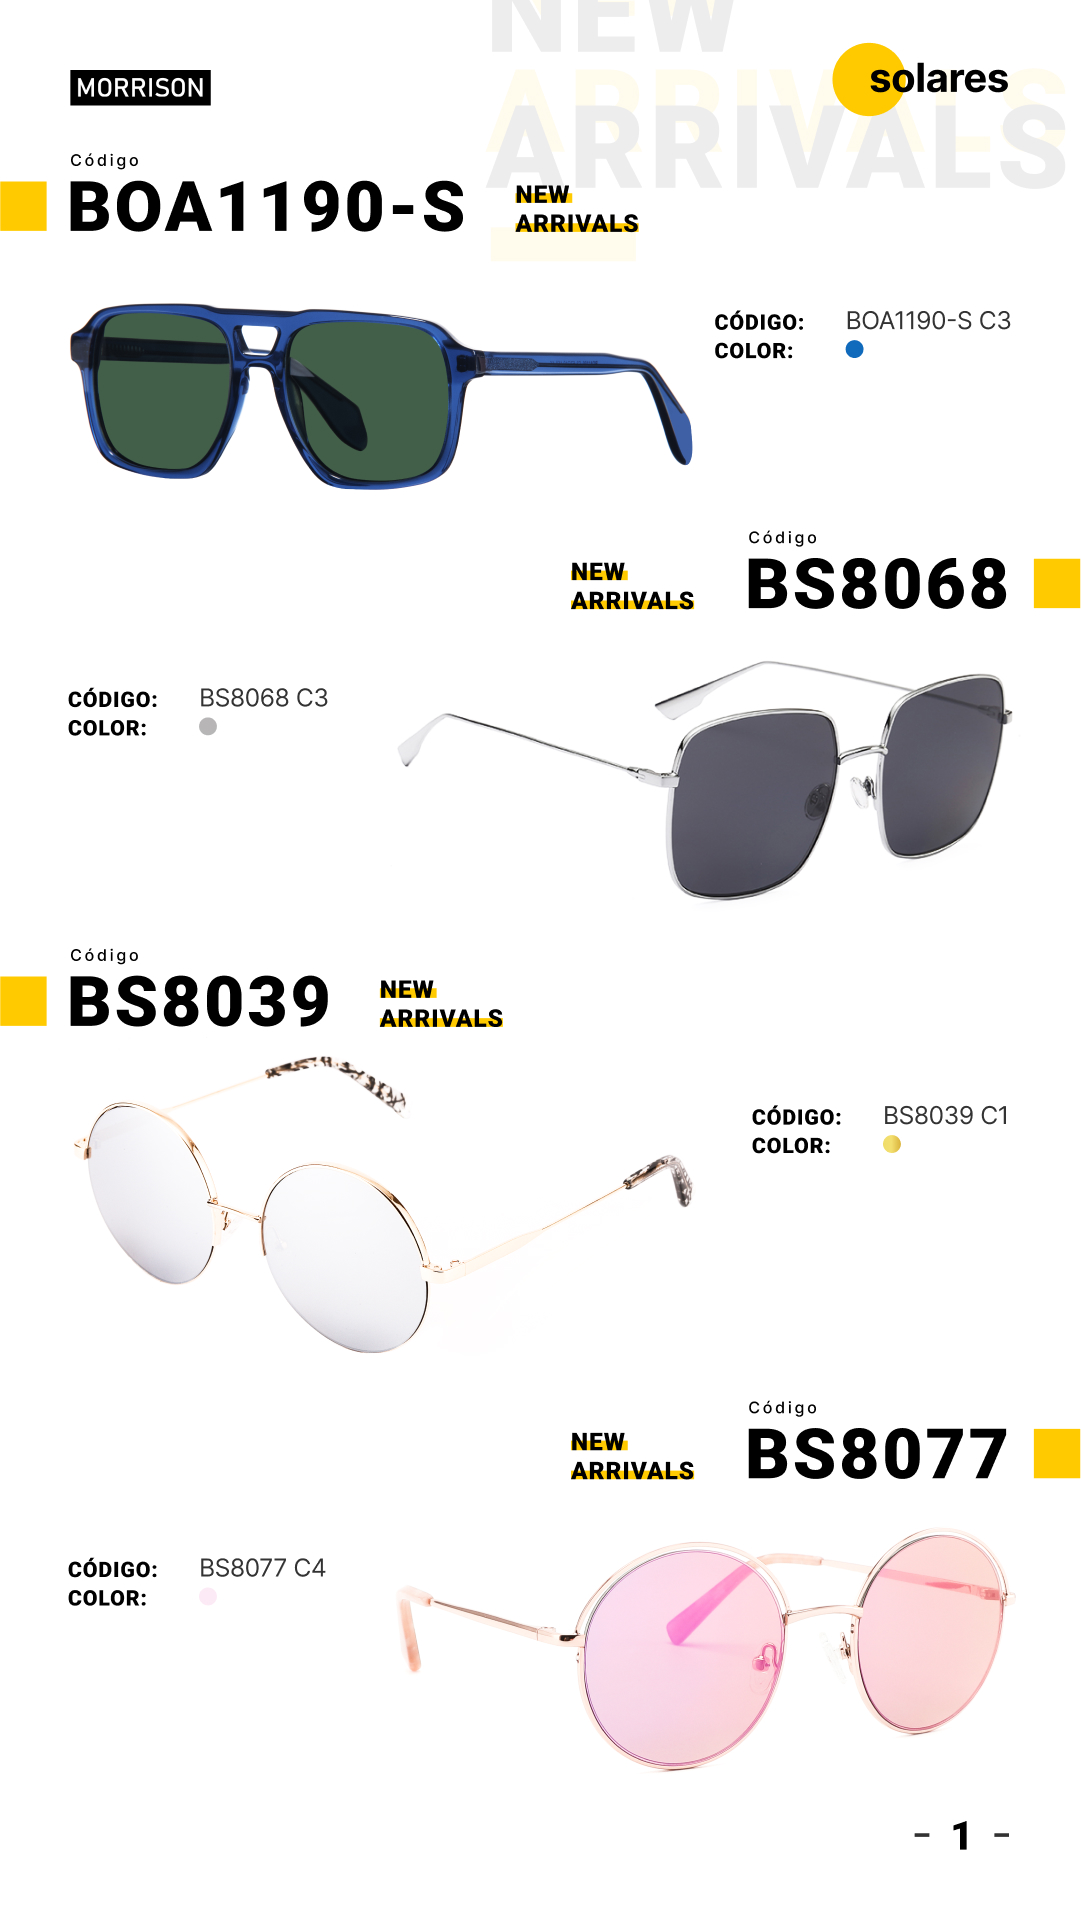 NEW
ARRIVALS
MORRISON
solares
Código
BOA1190-S
NEW
ARRIVALS
CÓDIGO: BOA1190-S C3
COLOR:
Código
NEW
ARRIVALS
BS8068
CÓDIGO: BS8068 C3
COLOR:
Código
BS8039
NEW
ARRIVALS
CÓDIGO: BS8039 C1
COLOR:
Código
NEW
ARRIVALS
BS8077
CÓDIGO: BS8077 C4
COLOR:
- 1 -